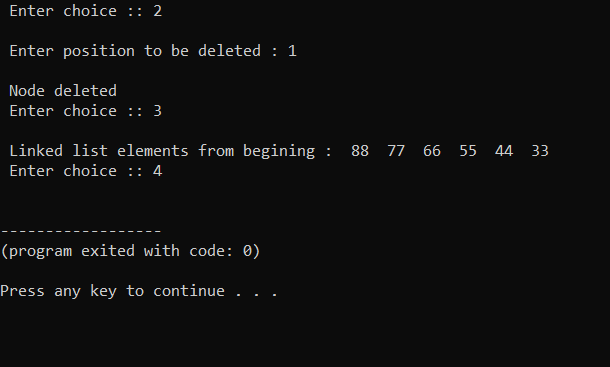 Enter choice :: 2
Enter position to be deleted : 1
Node deleted
Enter choice :: 3
Linked list elements from begining :  88  77  66  55  44  33
Enter choice :: 4
------------------
(program exited with code: 0)
Press any key to continue . . .